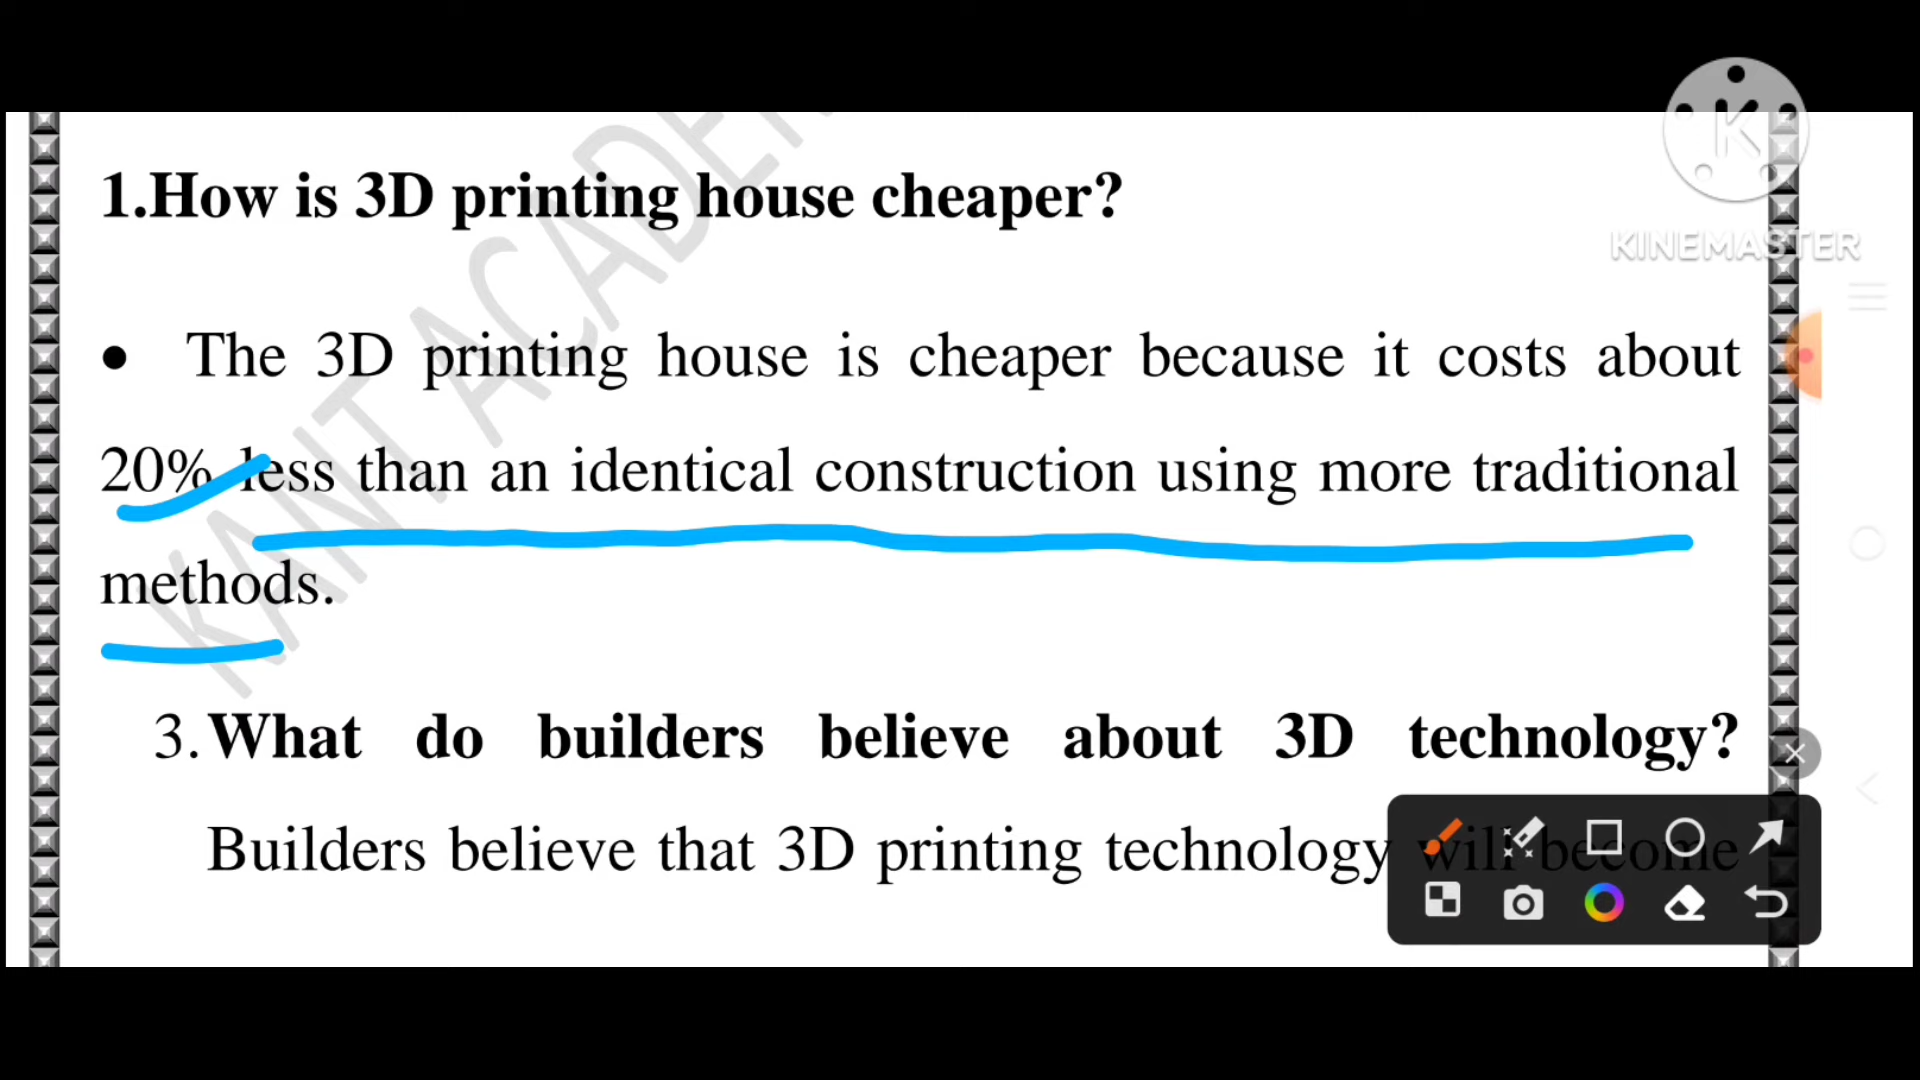 KINEMASTER
1.How is 3D printing house cheaper?
• The 3D printing house is cheaper because it costs about
20% less than an identical construction using more traditional
methods.
3. What do builders believe about 3D technology?
Builders believe that 3D printing technology will become
KANT ACADEM